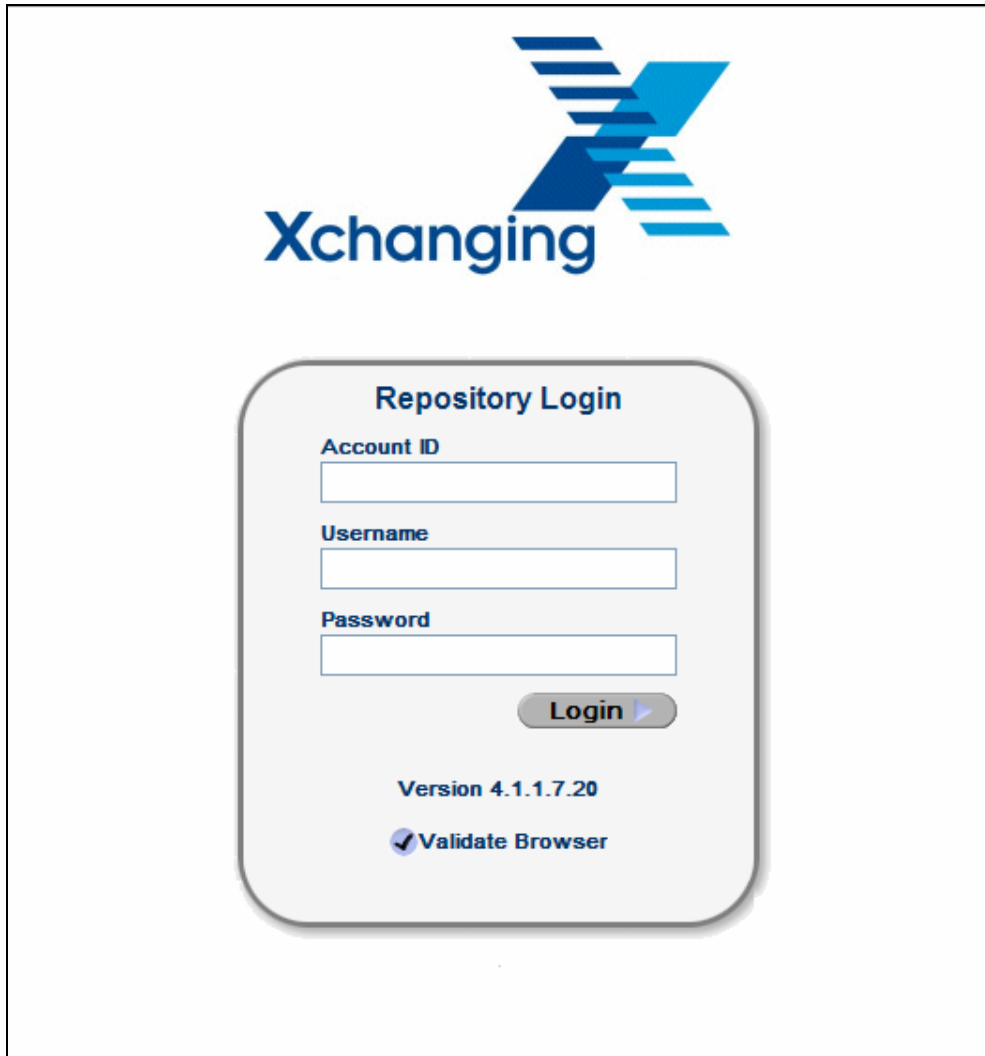 Xchanging
Repository Login
Account ID
Username
Password
Login
Version 4.1.1.7.20
Validate Browser